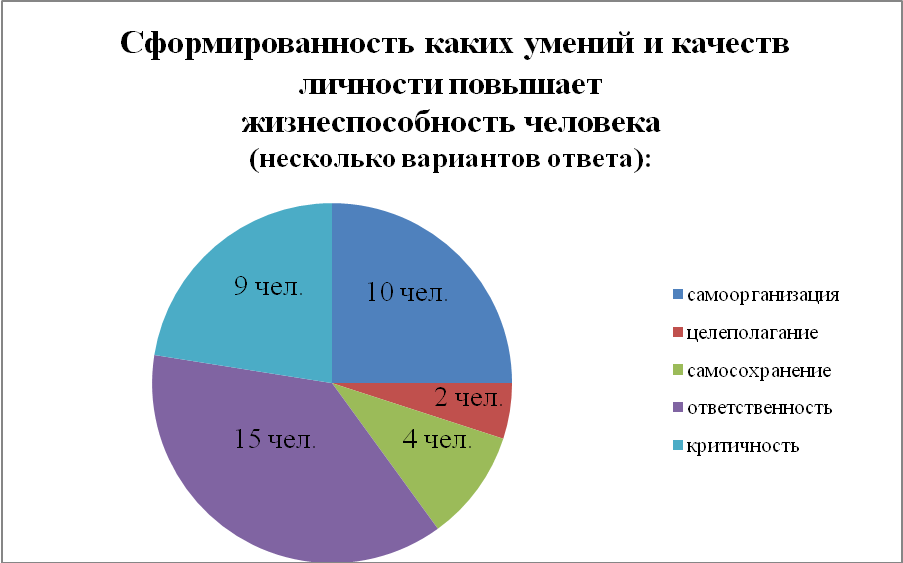 Сформированность каких умений и качеств
личности повышает
жизнеспособность человека
(несколько вариантов ответа):
9 чел.
10 чел.
2 чел.
4 чел.
15 чел.
самоорганизация
целеполагание
самосохранение
ответственность
критичность